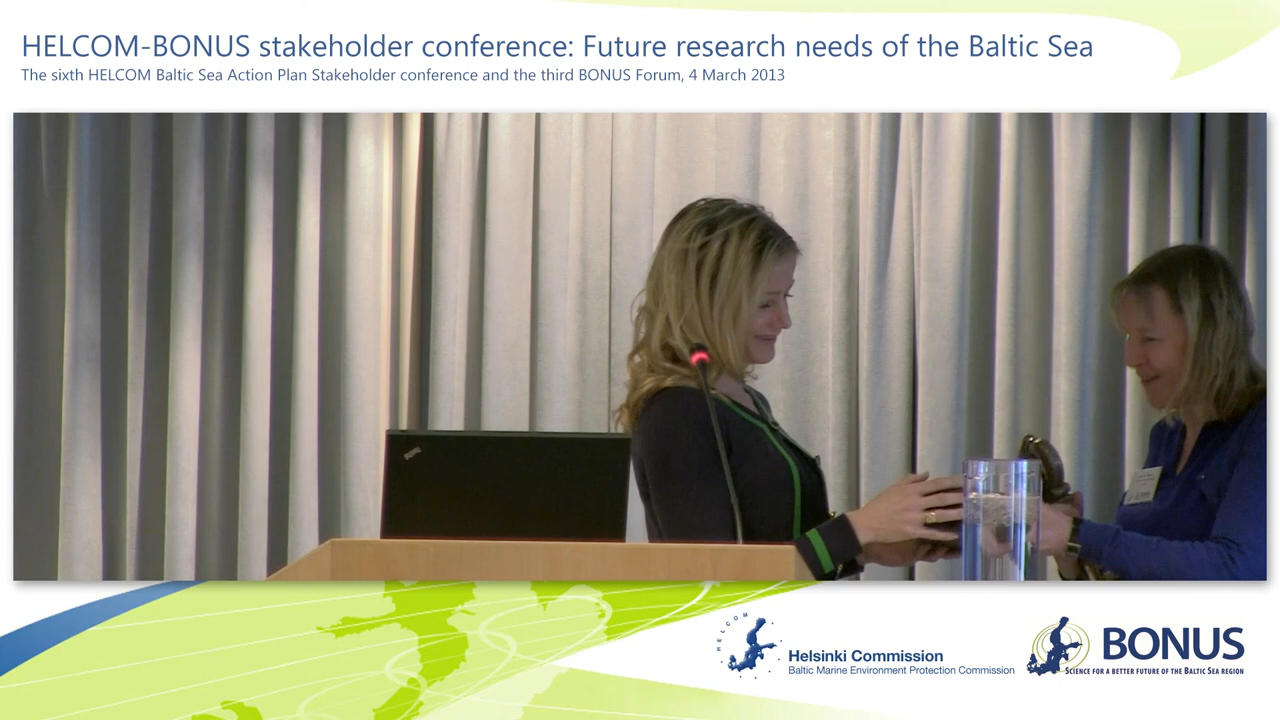 HELCOM-BONUS stakeholder conference: Future research needs of the Baltic Sea
The sixth HELCOM Baltic Sea Action Plan Stakeholder conference and the third BONUS Forum, 4 March 2013
HELCOM
Helsinki Commission
Baltic Marine Environment Protection Commission
BONUS
SCIENCE FOR A BETTER FUTURE OF THE BALTIC SEA REGION